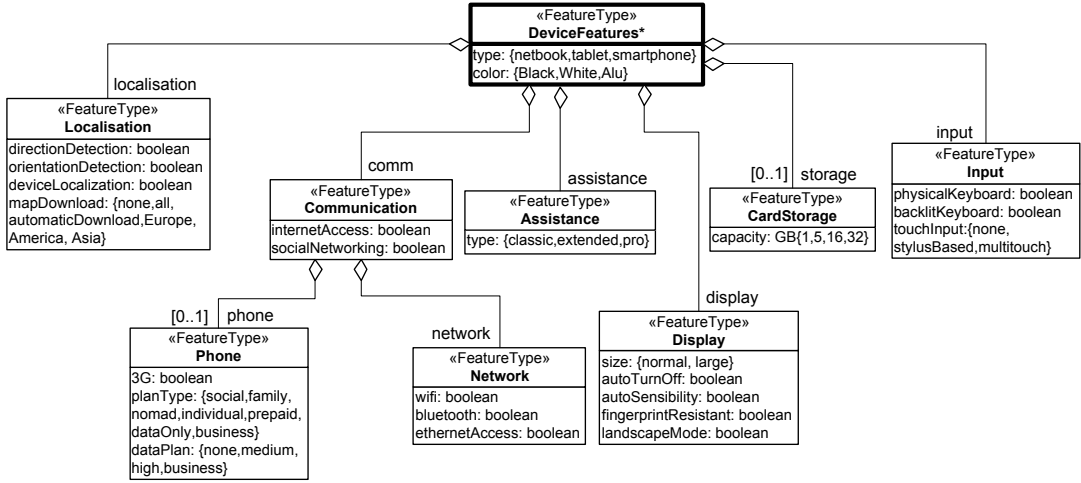 «FeatureType»
DeviceFeatures*
type: {netbook,tablet,smartphone}
color: {Black,White,Alu}
localisation
«FeatureType»
Localisation
directionDetection: boolean
orientationDetection: boolean
deviceLocalization: boolean
mapDownload: {none,all,
automaticDownload,Europe,
America, Asia}
comm
«FeatureType»
Communication
internetAccess: boolean
socialNetworking: boolean
assistance
«FeatureType»
Assistance
type: {classic,extended,pro}
[0..1] storage
«FeatureType»
CardStorage
capacity: GB{1,5,16,32}
input
«FeatureType»
Input
physicalKeyboard: boolean
backlitKeyboard: boolean
touchInput:{none,
stylusBased,multitouch}
[0..1] phone
«FeatureType»
Phone
3G: boolean
planType: {social,family,
nomad,individual,prepaid,
dataOnly,business}
dataPlan: {none,medium,
high,business}
network
«FeatureType»
Network
wifi: boolean
bluetooth: boolean
ethernetAccess: boolean
display
«FeatureType»
Display
size: {normal, large}
autoTurnOff: boolean
autoSensibility: boolean
fingerprintResistant: boolean
landscapeMode: boolean